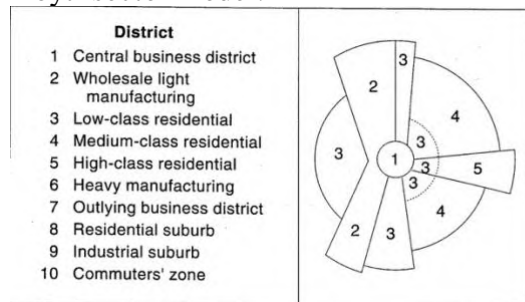 District
1 Central business district
2 Wholesale light
manufacturing
3 Low-class residential
4 Medium-class residential
5 High-class residential
6 Heavy manufacturing
7 Outlying business district
8 Residential suburb
9 Industrial suburb
10 Commuters' zone
3
2
4
3
3
1
3
5
3
4
2
3